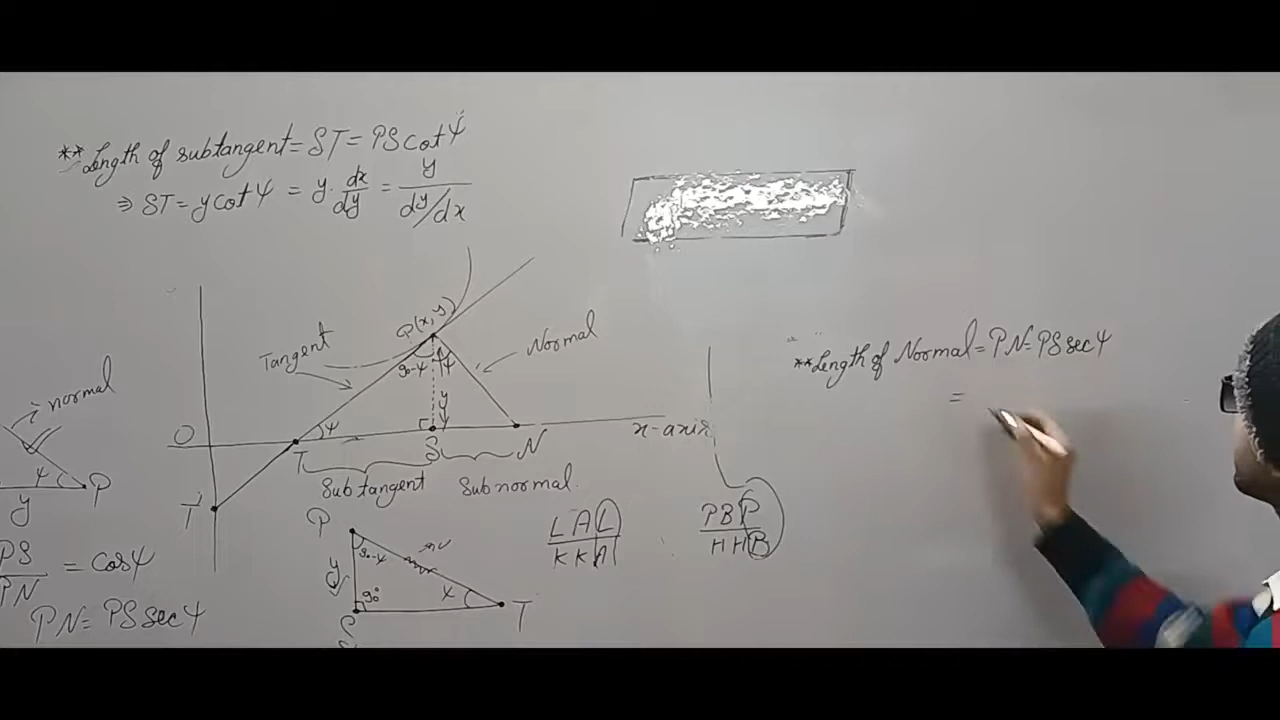 **Length of subtangent = ST = PS cot ψ
⇒ ST = y cot ψ = y. dx/dy = y/dy/dx
P(x, y)
Tangent
Normal
90-ψ
ψ
y
ψ
O
T
S
N
x-axis
T'
Subtangent
Subnormal
normal
ψ
P
y
PS/PN = cos ψ
PN = PS sec ψ
P
90-ψ
y
90°
ψ
S
T
LAL
KKA
PBP
HHB
**Length of Normal = PN = PS sec ψ
=